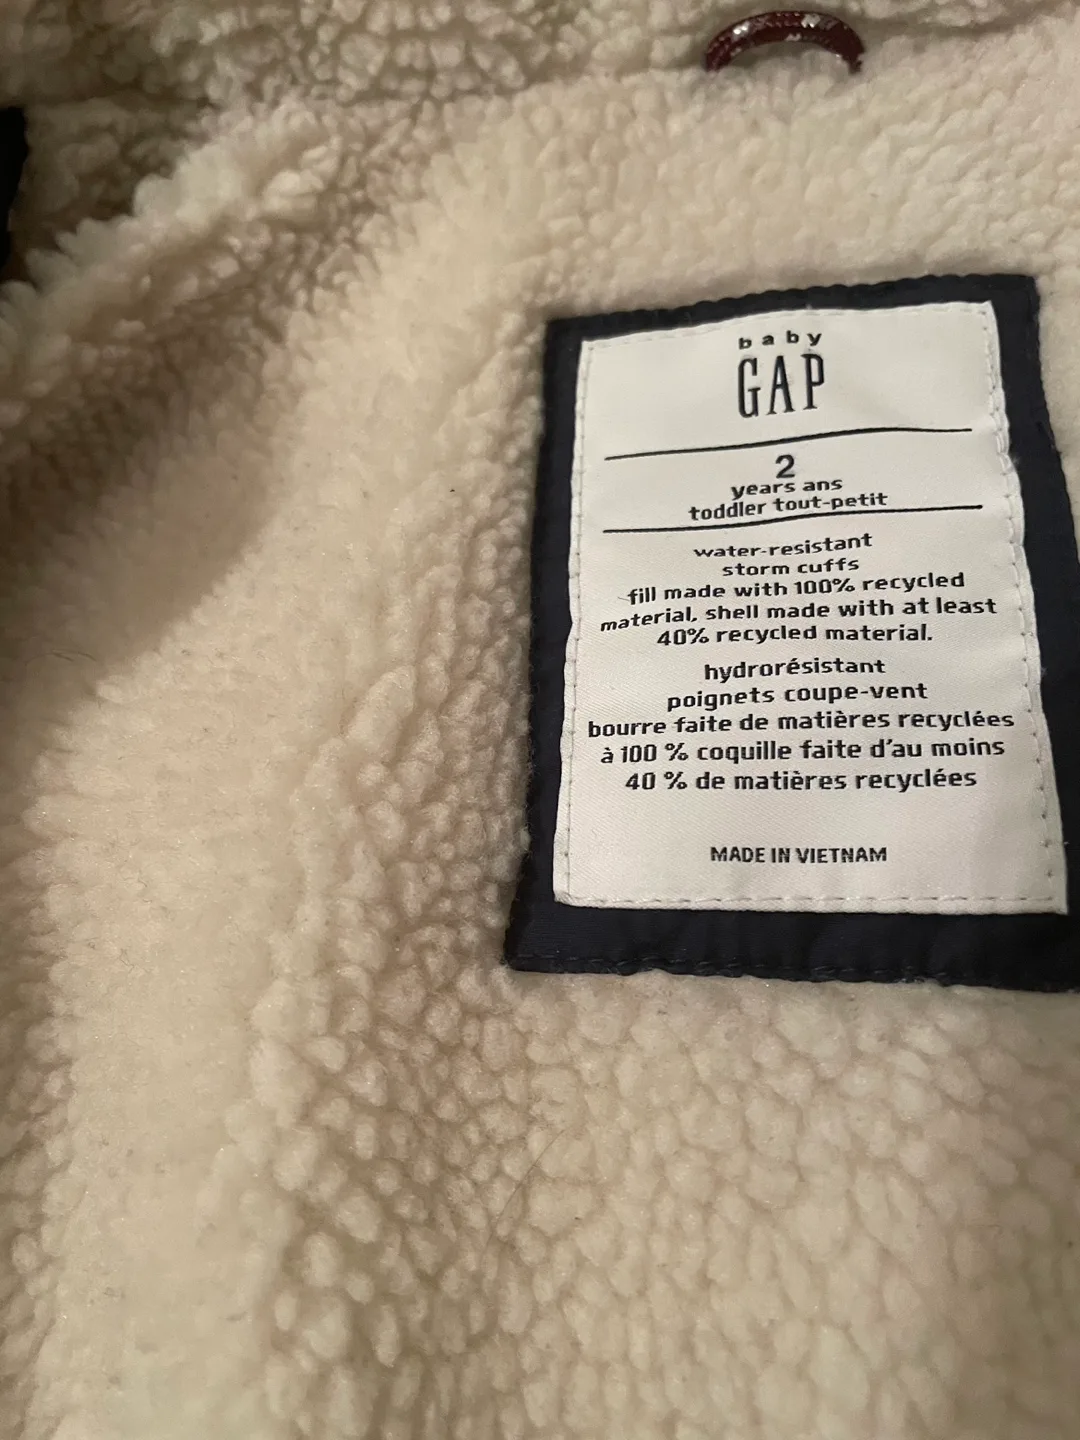 baby
GAP
2
years ans
toddler tout-petit
water-resistant
storm cuffs
fill made with 100% recycled
material, shell made with at least
40% recycled material.
hydrorésistant
poignets coupe-vent
bourre faite de matières recyclées
à 100 % coquille faite d'au moins
40 % de matières recyclées
MADE IN VIETNAM